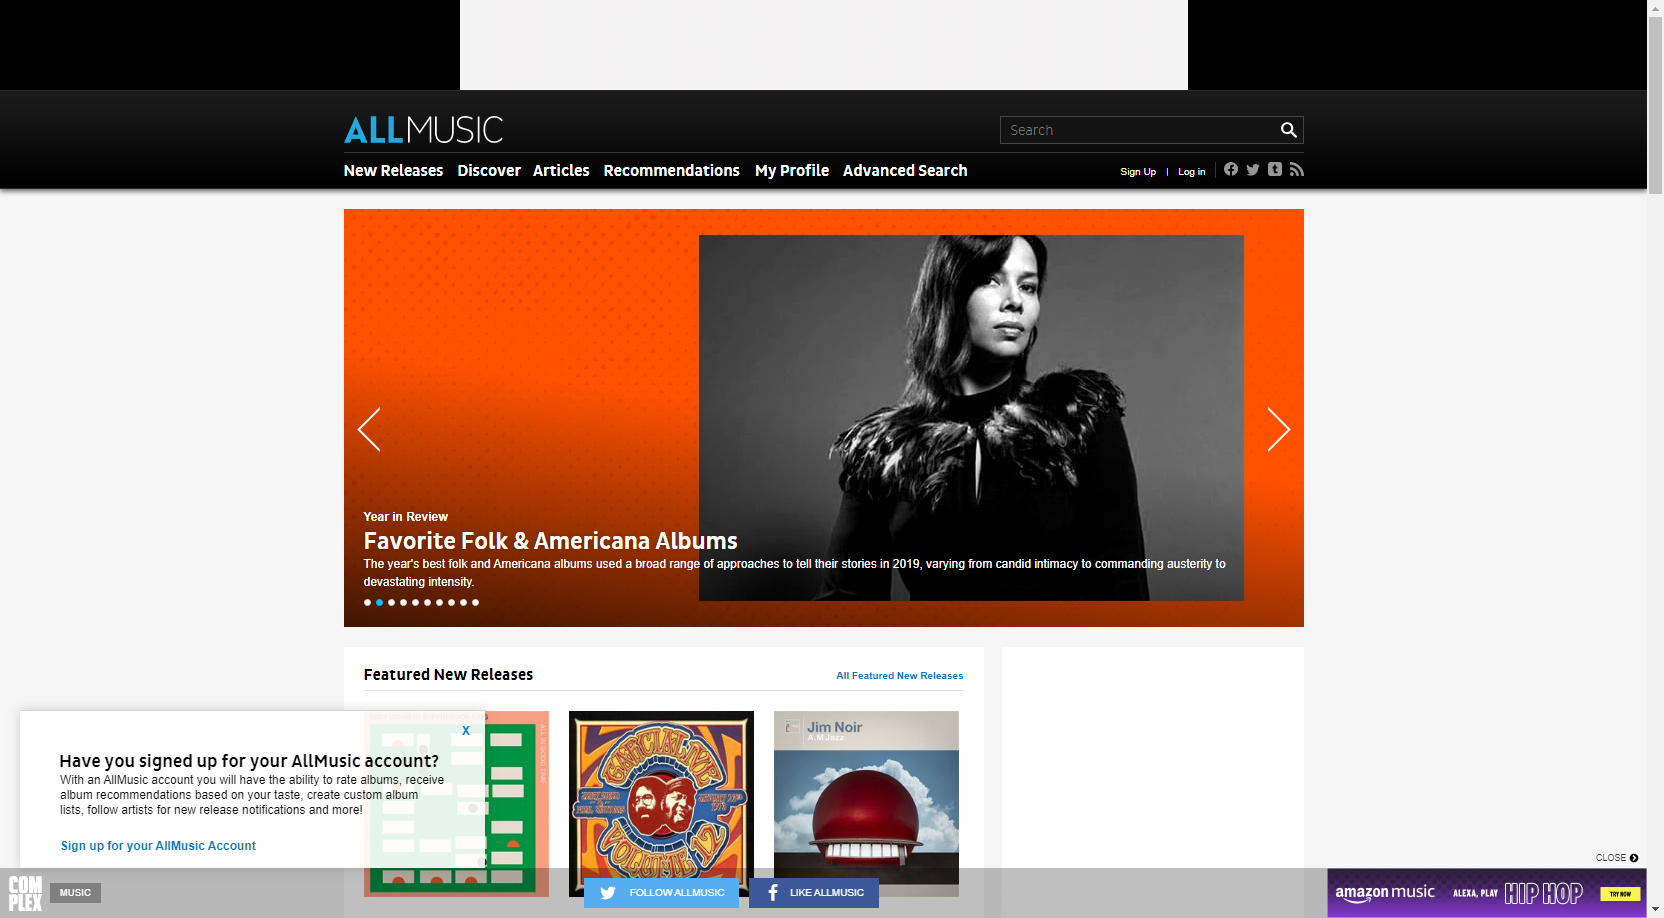 ALLMUSIC
Search
New Releases Discover Articles Recommendations My Profile Advanced Search
Sign Up | Log in
Year in Review
Favorite Folk & Americana Albums
The year's best folk and Americana albums used a broad range of approaches to tell their stories in 2019, varying from candid intimacy to commanding austerity to
devastating intensity.
Featured New Releases
All Featured New Releases
X
Have you signed up for your AllMusic account?
With an AllMusic account you will have the ability to rate albums, receive
album recommendations based on your taste, create custom album
lists, follow artists for new release notifications and more!
Sign up for your AllMusic Account
GARCIALIVE
VOLUME 12
Jim Noir
A.M Jazz
CLOSE
COM
PLEX
MUSIC
FOLLOW ALLMUSIC
LIKE ALLMUSIC
amazon music
ALEXA, PLAY HIP HOP
TRY NOW